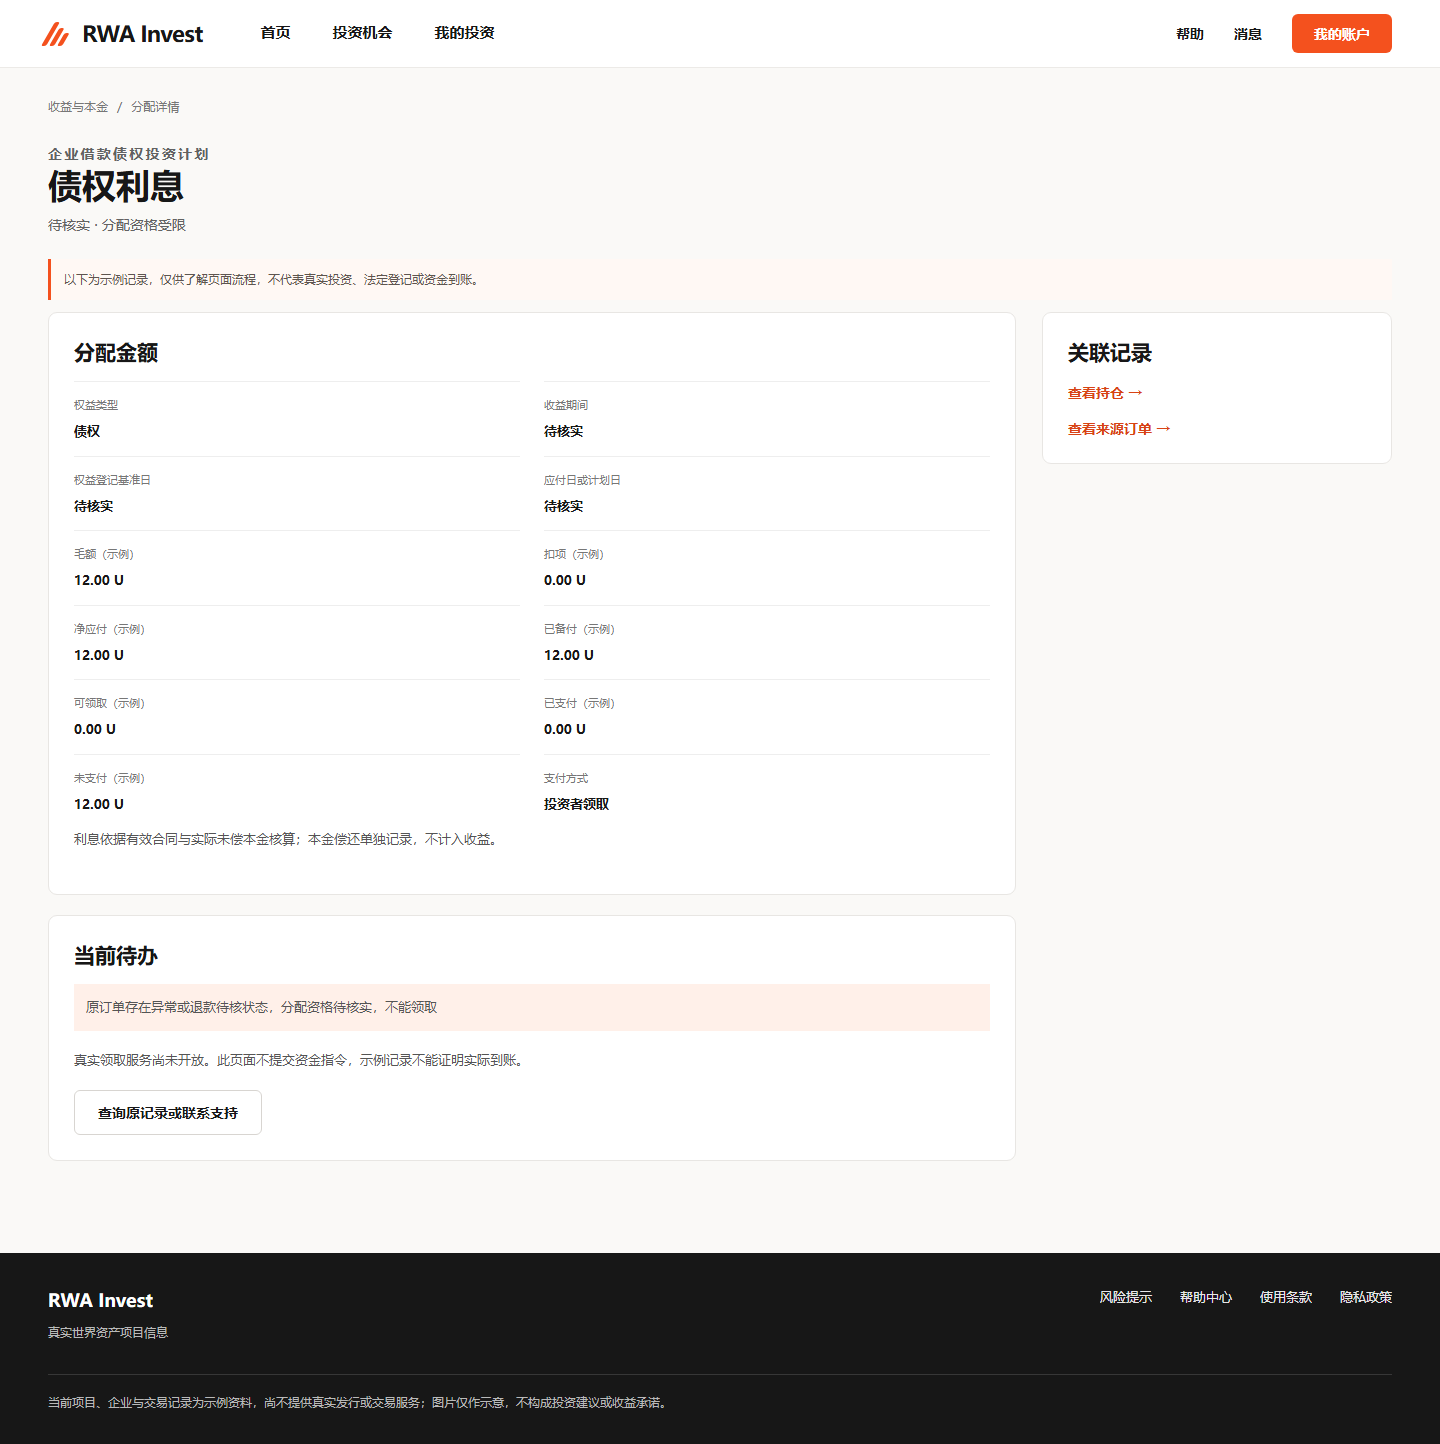 RWA Invest
首页
投资机会
我的投资
帮助
消息
我的账户
收益与本金 / 分配详情
企业借款债权投资计划
债权利息
待核实 · 分配资格受限
以下为示例记录，仅供了解页面流程，不代表真实投资、法定登记或资金到账。
分配金额
权益类型
债权
收益期间
待核实
权益登记基准日
待核实
应付日或计划日
待核实
毛额（示例）
12.00 U
扣项（示例）
0.00 U
净应付（示例）
12.00 U
已备付（示例）
12.00 U
可领取（示例）
0.00 U
已支付（示例）
0.00 U
未支付（示例）
12.00 U
支付方式
投资者领取
利息依据有效合同与实际未偿本金核算；本金偿还单独记录，不计入收益。
关联记录
查看持仓 →
查看来源订单 →
当前待办
原订单存在异常或退款待核状态，分配资格待核实，不能领取
真实领取服务尚未开放。此页面不提交资金指令，示例记录不能证明实际到账。
查询原记录或联系支持
RWA Invest
真实世界资产项目信息
风险提示
帮助中心
使用条款
隐私政策
当前项目、企业与交易记录为示例资料，尚不提供真实发行或交易服务；图片仅作示意，不构成投资建议或收益承诺。